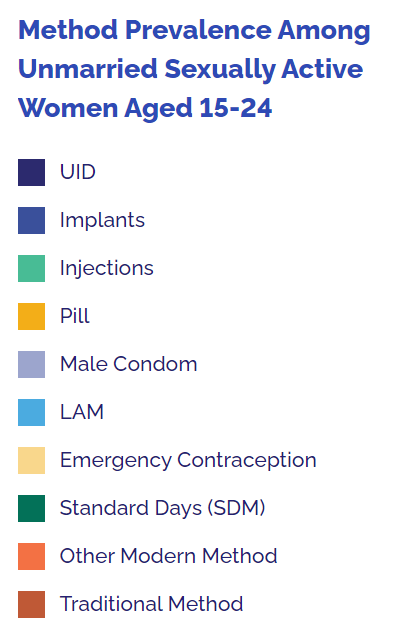 Method Prevalence Among
Unmarried Sexually Active
Women Aged 15-24
UID
Implants
Injections
Pill
Male Condom
LAM
Emergency Contraception
Standard Days (SDM)
Other Modern Method
Traditional Method